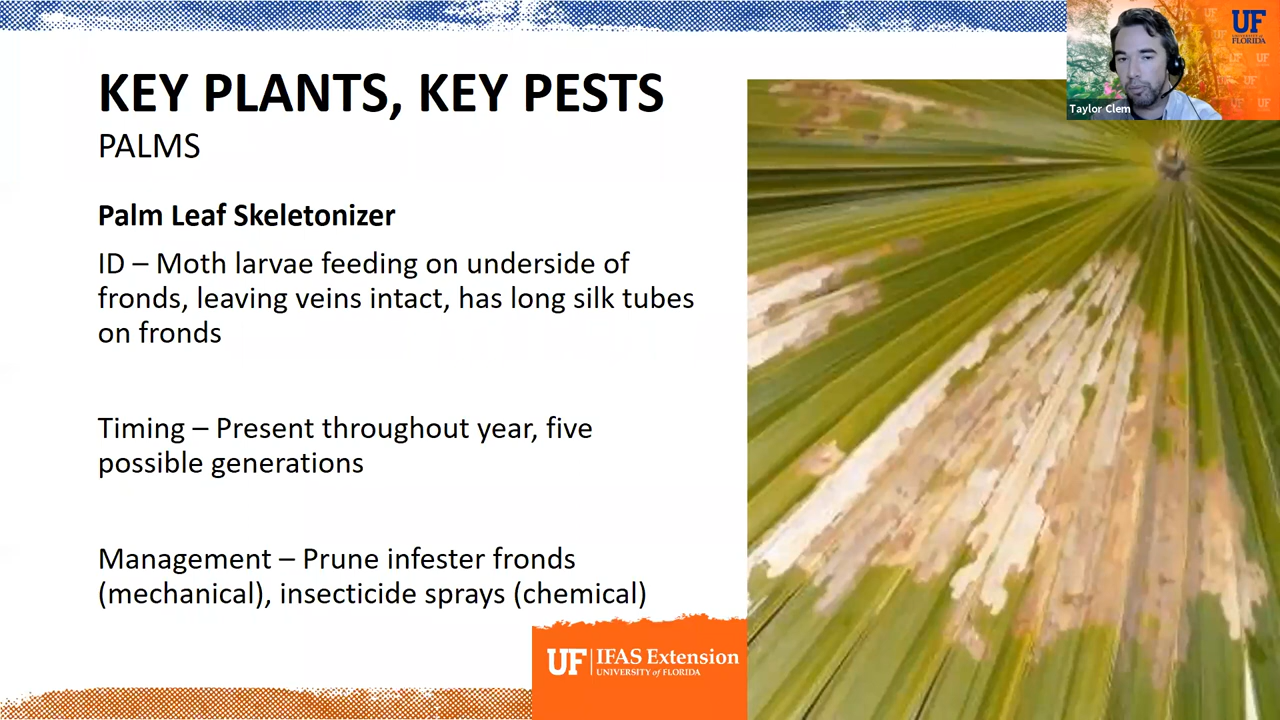 KEY PLANTS, KEY PESTS
PALMS
Palm Leaf Skeletonizer
ID – Moth larvae feeding on underside of
fronds, leaving veins intact, has long silk tubes
on fronds
Timing – Present throughout year, five
possible generations
Management – Prune infester fronds
(mechanical), insecticide sprays (chemical)
UF IFAS Extension
UNIVERSITY of FLORIDA
UF
UNIVERSITY of
FLORIDA
Taylor Clem